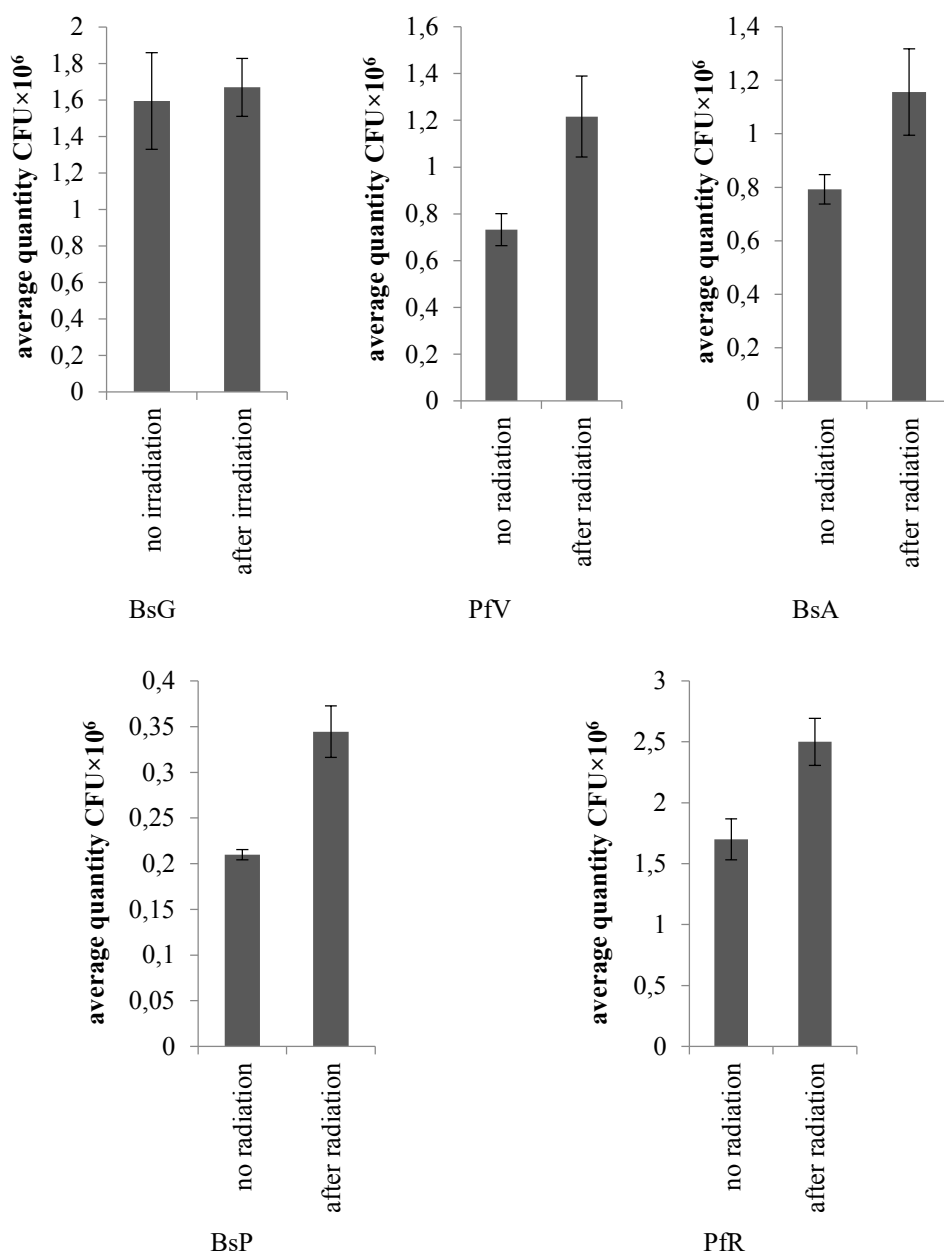 average quantity CFU×10⁶
2
1,8
1,6
1,4
1,2
1
0,8
0,6
0,4
0,2
0
no irradiation
after irradiation
BsG
average quantity CFU×10⁶
1,6
1,4
1,2
1
0,8
0,6
0,4
0,2
0
no radiation
after radiation
PfV
average quantity CFU×10⁶
1,4
1,2
1
0,8
0,6
0,4
0,2
0
no radiation
after radiation
BsA
average quantity CFU×10⁶
0,4
0,35
0,3
0,25
0,2
0,15
0,1
0,05
0
no radiation
after radiation
BsP
average quantity CFU×10⁶
3
2,5
2
1,5
1
0,5
0
no radiation
after radiation
PfR